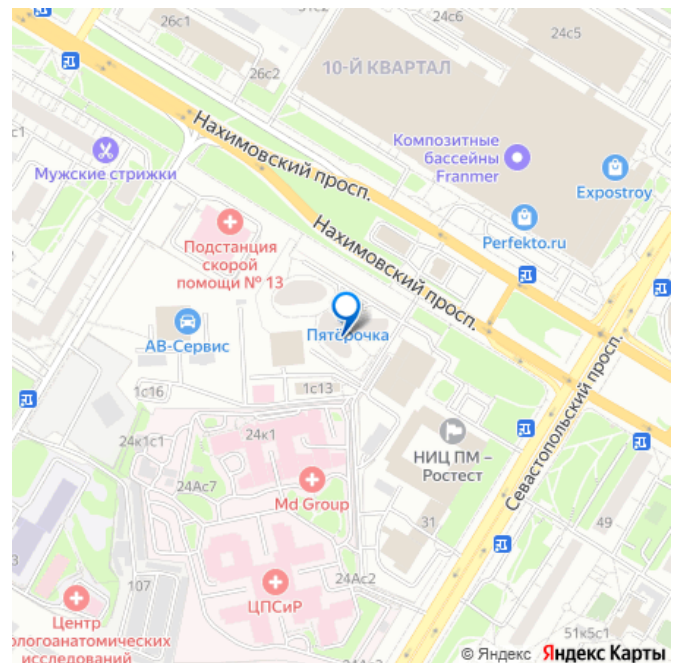 26с1
51с2
24с6
24с5
26с2
10-Й КВАРТАЛ
Нахимовский просп.
Композитные
бассейны
Franmer
Мужские стрижки
Expostroy
Perfekto.ru
Подстанция
скорой
помощи № 13
Нахимовский просп.
АВ-Сервис
Пятёрочка
1с16
1с13
24к1с1
24к1
24Ас7
НИЦ ПМ –
Ростест
Севастопольский просп.
Md Group
31
49
107
24Ас2
ЦПСиР
Центр
ологоанатомических
исследований
51к5с1
© Яндекс Яндекс Карты